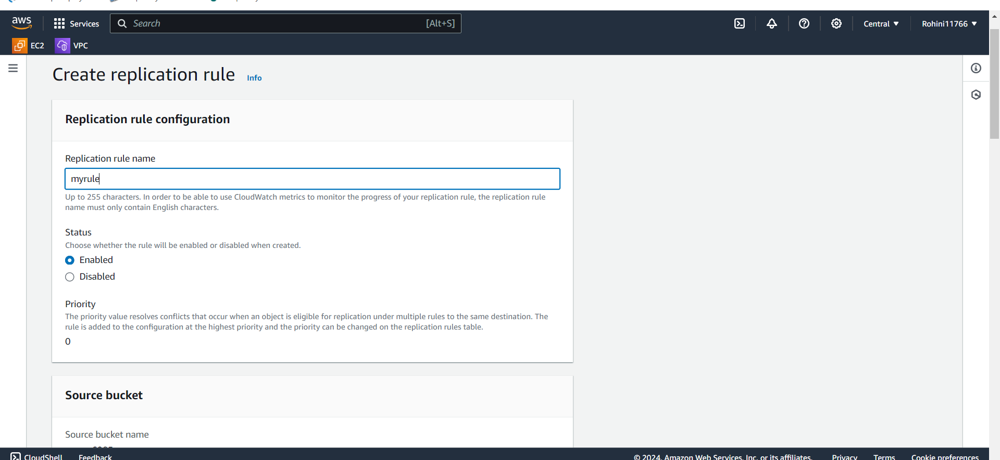 aws
Services
Search
[Alt+S]
Central
Rohini11766
EC2
VPC
Create replication rule
Info
Replication rule configuration
Replication rule name
myrule
Up to 255 characters. In order to be able to use CloudWatch metrics to monitor the progress of your replication rule, the replication rule
name must only contain English characters.
Status
Choose whether the rule will be enabled or disabled when created.
Enabled
Disabled
Priority
The priority value resolves conflicts that occur when an object is eligible for replication under multiple rules to the same destination. The
rule is added to the configuration at the highest priority and the priority can be changed on the replication rules table.
0
Source bucket
Source bucket name
CloudShell
Feedback
© 2024, Amazon Web Services, Inc. or its affiliates.
Privacy
Terms
Cookie preferences